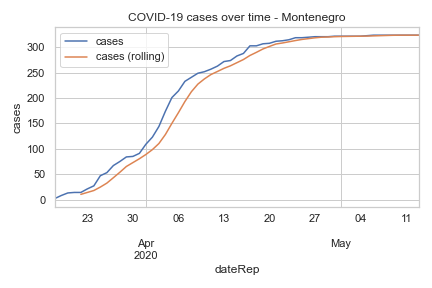 COVID-19 cases over time - Montenegro
cases
cases (rolling)
cases
300
250
200
150
100
50
0
23 30 06 13 20 27 04 11
Apr May
2020
dateRep